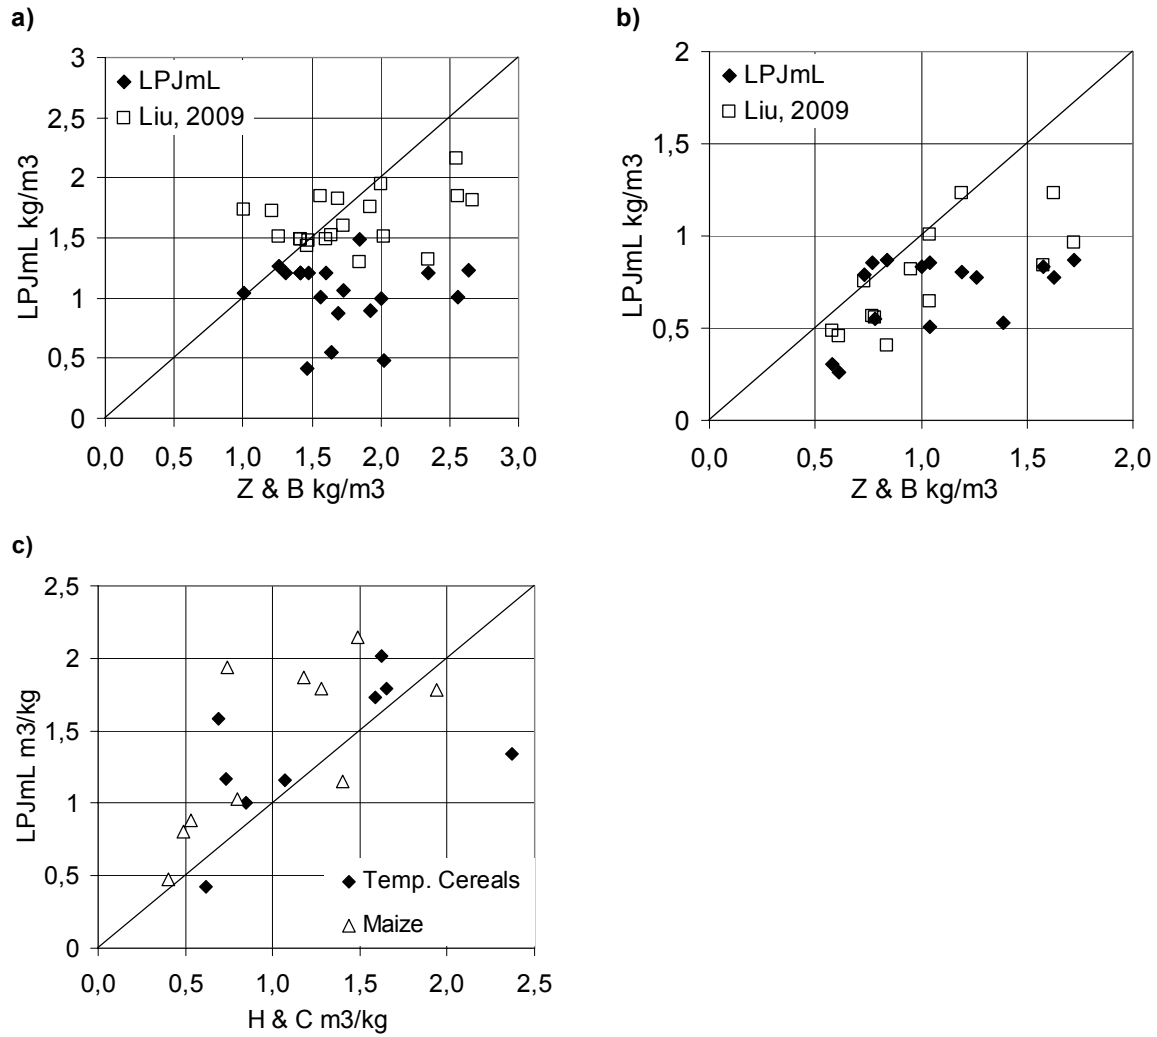 a)
3
2,5
2
1,5
1
0,5
0
LPJmL kg/m3
LPJmL
Liu, 2009
0,0 0,5 1,0 1,5 2,0 2,5 3,0
Z & B kg/m3
b)
2
1,5
1
0,5
0
LPJmL kg/m3
LPJmL
Liu, 2009
0,0 0,5 1,0 1,5 2,0
Z & B kg/m3
c)
2,5
2
1,5
1
0,5
0
LPJmL m3/kg
Temp. Cereals
Maize
0,0 0,5 1,0 1,5 2,0 2,5
H & C m3/kg